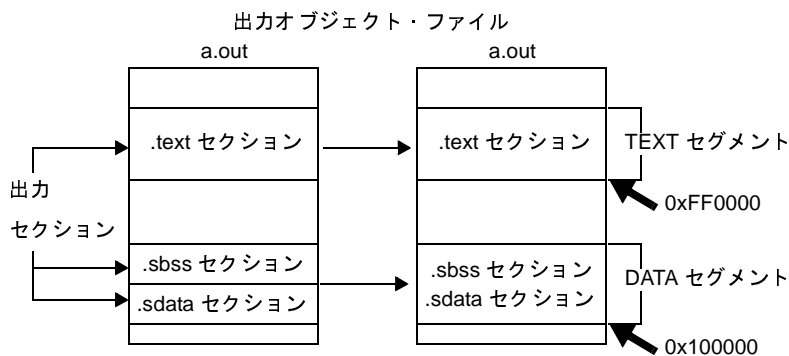 出力オブジェクト・ファイル
a.out
a.out
.text セクション
.text セクション
TEXT セグメント
0xFF0000
出力
セクション
.sbss セクション
.sdata セクション
.sbss セクション
.sdata セクション
DATA セグメント
0x100000